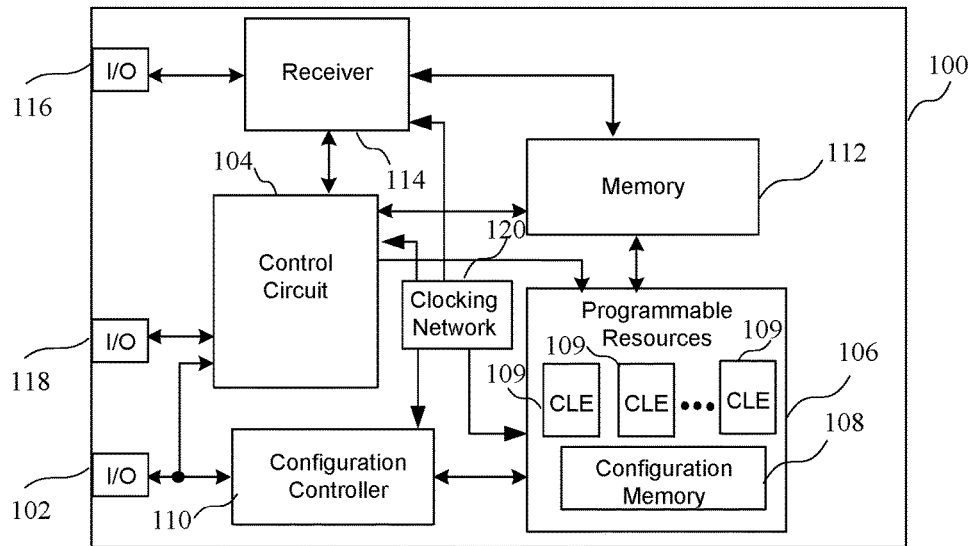 I/O
116
Receiver
114
100
104
Memory
112
120
Control
Circuit
Clocking
Network
Programmable
Resources
I/O
118
109
109
109
CLE
CLE
•••
CLE
106
108
I/O
102
Configuration
Controller
110
Configuration
Memory